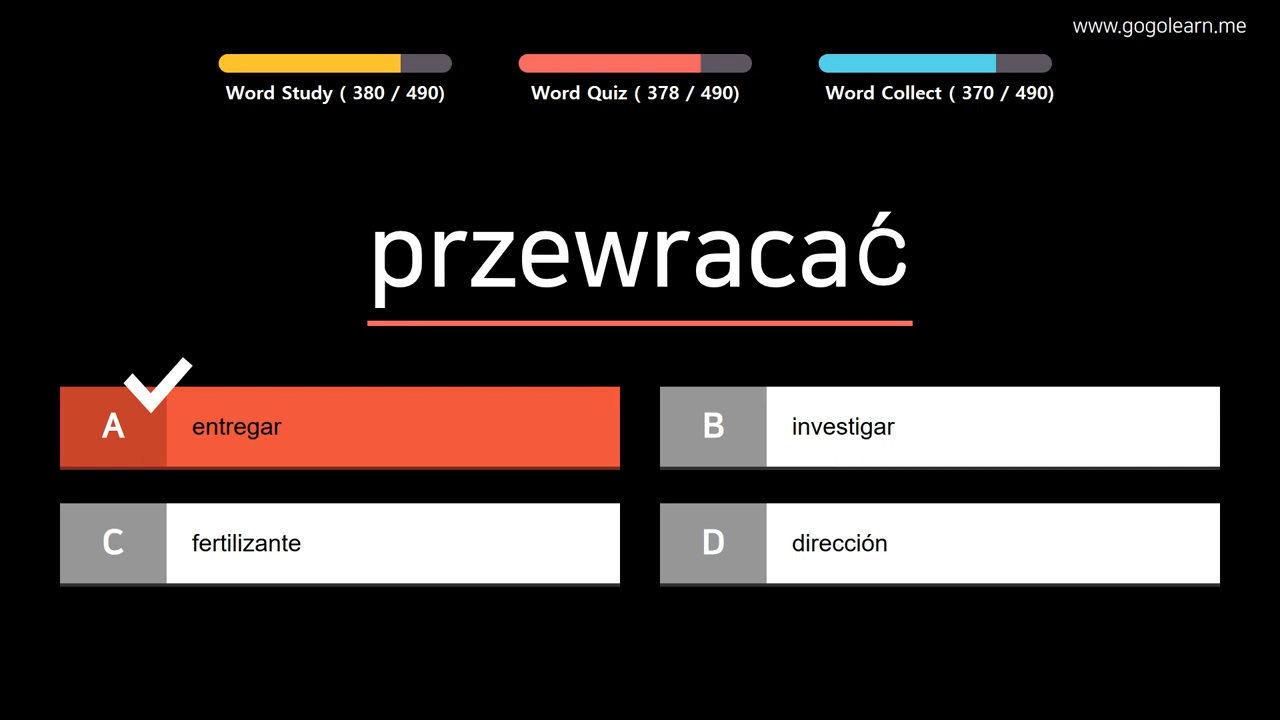 www.gogolearn.me
Word Study ( 380 / 490)
Word Quiz ( 378 / 490)
Word Collect ( 370 / 490)
przewracać
A entregar
B investigar
C fertilizante
D dirección